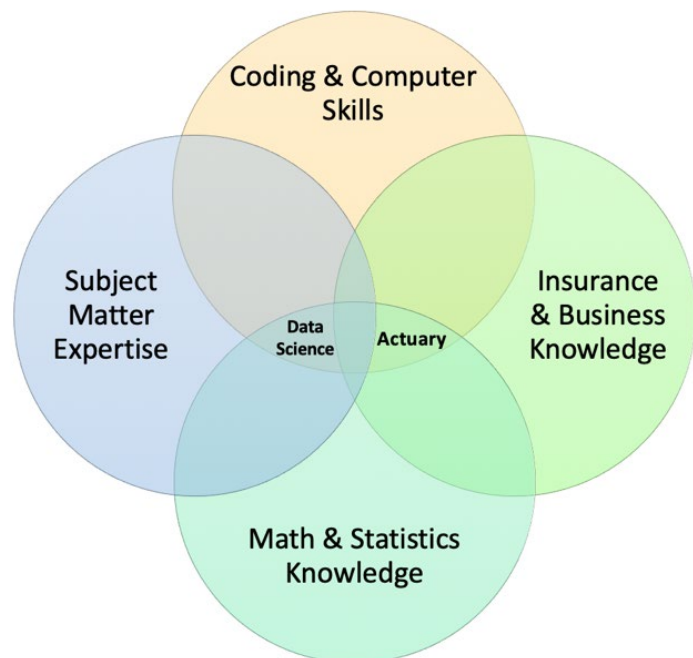 Coding & Computer
Skills
Subject
Matter
Expertise
Insurance
& Business
Knowledge
Data
Science
Actuary
Math & Statistics
Knowledge